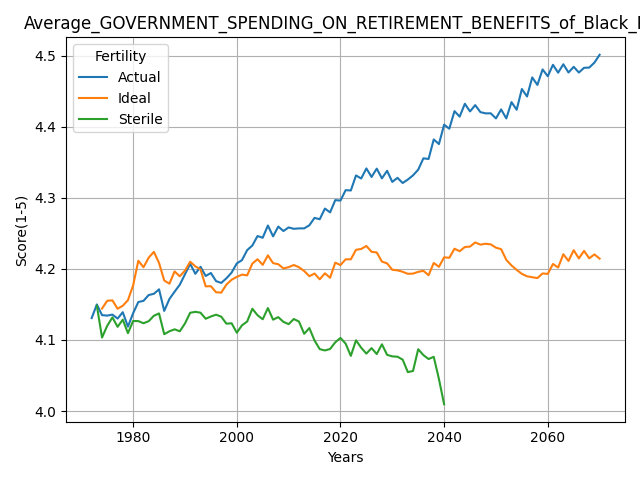 Average_GOVERNMENT_SPENDING_ON_RETIREMENT_BENEFITS_of_Black_
Fertility
Actual
Ideal
Sterile
Score(1-5)
4.5
4.4
4.3
4.2
4.1
4.0
1980 2000 2020 2040 2060
Years